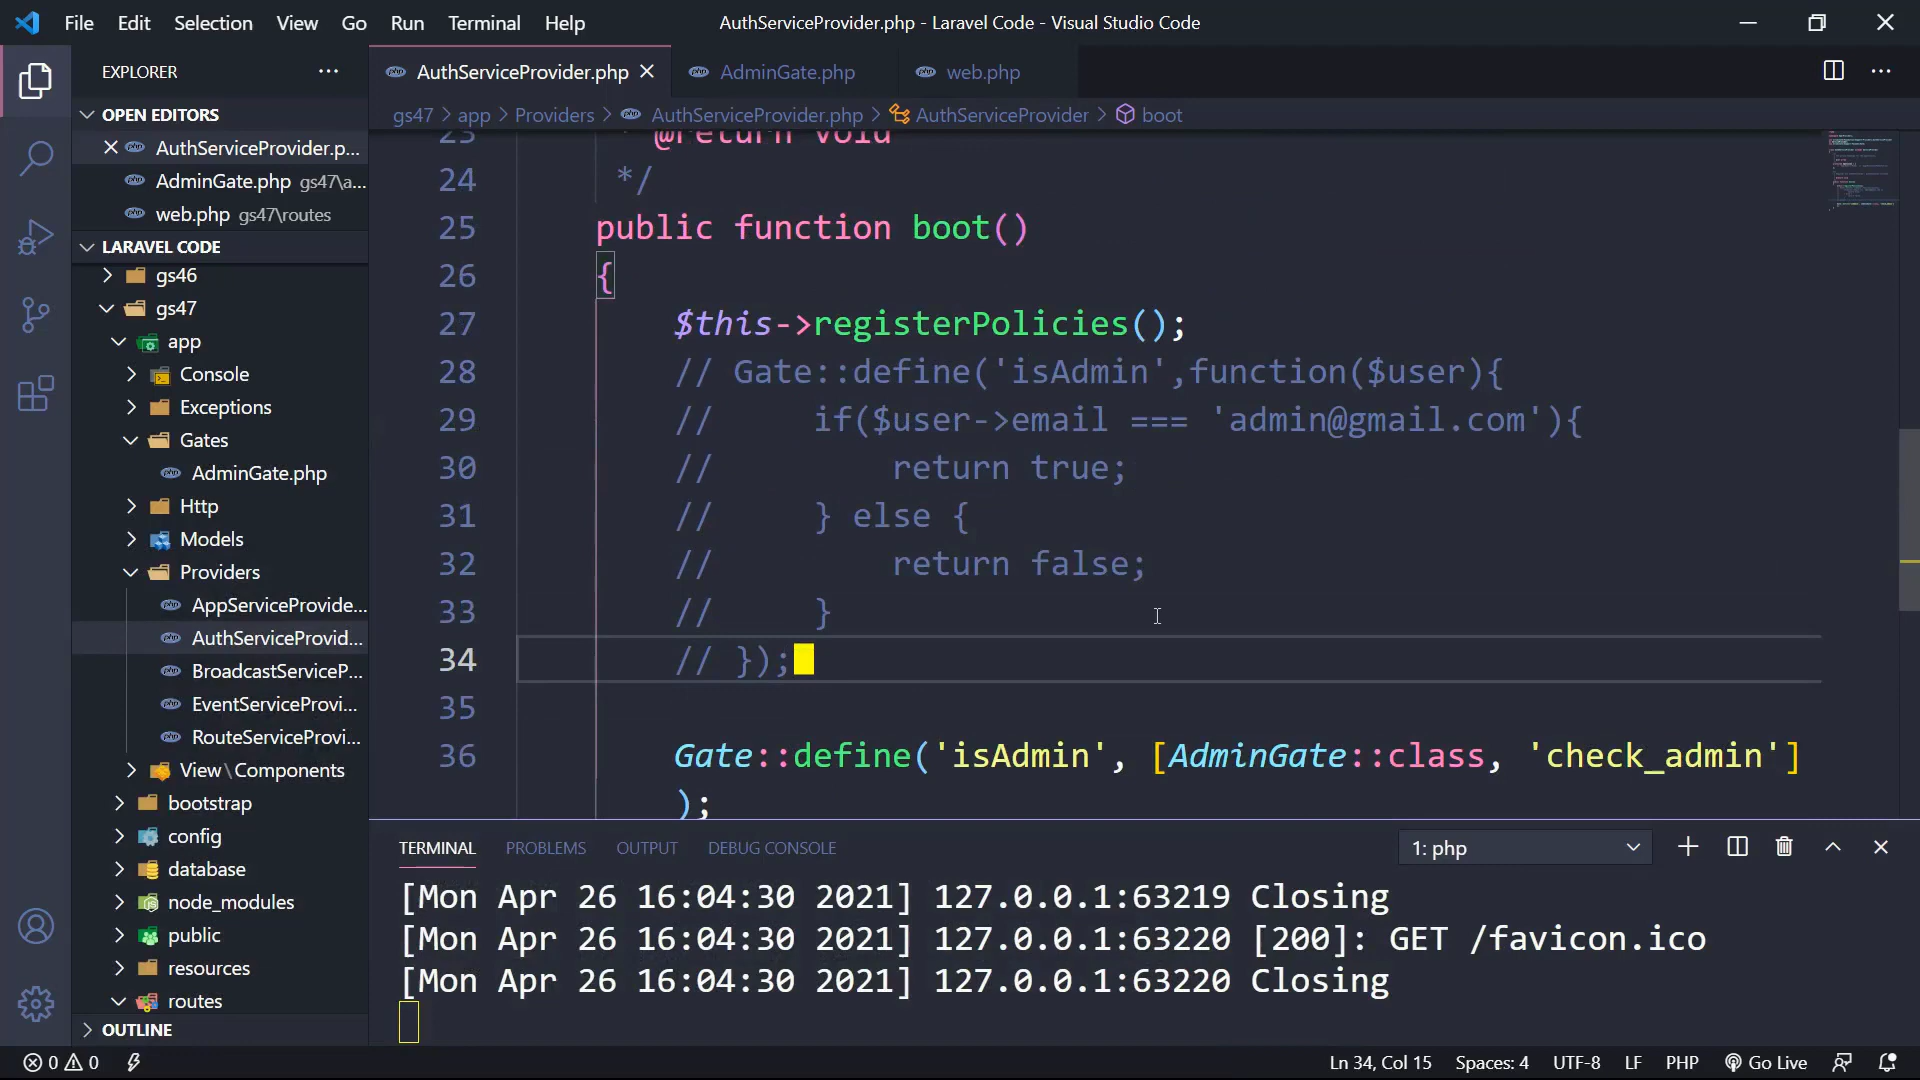 File Edit Selection View Go Run Terminal Help
AuthServiceProvider.php - Laravel Code - Visual Studio Code
EXPLORER
OPEN EDITORS
AuthServiceProvider.p...
AdminGate.php gs47\a...
web.php gs47\routes
LARAVEL CODE
gs46
gs47
app
Console
Exceptions
Gates
AdminGate.php
Http
Models
Providers
AppServiceProvide...
AuthServiceProvid...
BroadcastServiceP...
EventServiceProvi...
RouteServiceProvi...
View\Components
bootstrap
config
database
node_modules
public
resources
routes
OUTLINE
AuthServiceProvider.php AdminGate.php web.php
gs47 > app > Providers > AuthServiceProvider.php > AuthServiceProvider > boot
23 * @return void
24 */
25 public function boot()
26 {
27 $this->registerPolicies();
28 // Gate::define('isAdmin',function($user){
29 // if($user->email === 'admin@gmail.com'){
30 // return true;
31 // } else {
32 // return false;
33 // }
34 // });
35
36 Gate::define('isAdmin', [AdminGate::class, 'check_admin']
);
TERMINAL PROBLEMS OUTPUT DEBUG CONSOLE 1: php
[Mon Apr 26 16:04:30 2021] 127.0.0.1:63219 Closing
[Mon Apr 26 16:04:30 2021] 127.0.0.1:63220 [200]: GET /favicon.ico
[Mon Apr 26 16:04:30 2021] 127.0.0.1:63220 Closing
0 0 Ln 34, Col 15 Spaces: 4 UTF-8 LF PHP Go Live